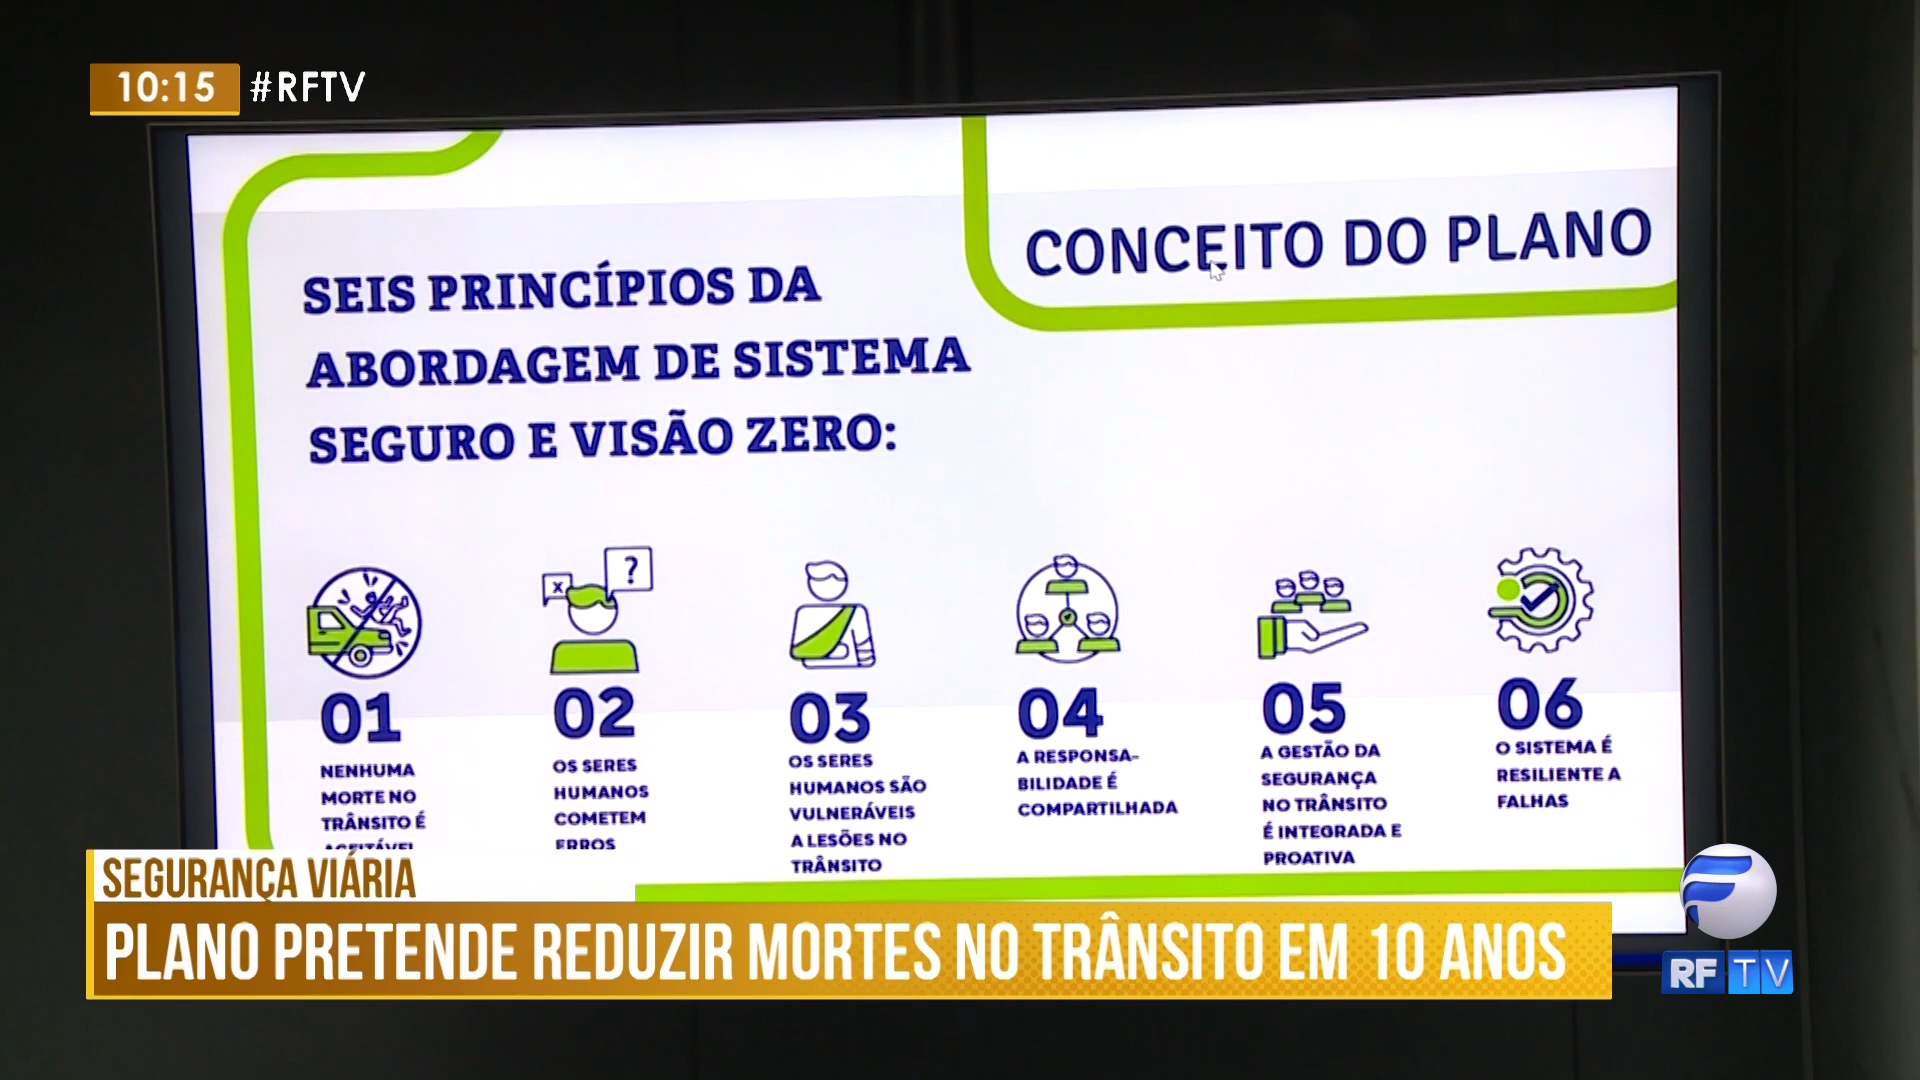 10:15 #RFTV
CONCEITO DO PLANO
SEIS PRINCÍPIOS DA
ABORDAGEM DE SISTEMA
SEGURO E VISÃO ZERO:
x
?
01
NENHUMA
MORTE NO
TRÂNSITO É
ACEITÁVEL
02
OS SERES
HUMANOS
COMETEM
ERROS
03
OS SERES
HUMANOS SÃO
VULNERÁVEIS
A LESÕES NO
TRÂNSITO
04
A RESPONSA-
BILIDADE É
COMPARTILHADA
05
A GESTÃO DA
SEGURANÇA
NO TRÂNSITO
É INTEGRADA E
PROATIVA
06
O SISTEMA É
RESILIENTE A
FALHAS
SEGURANÇA VIÁRIA
PLANO PRETENDE REDUZIR MORTES NO TRÂNSITO EM 10 ANOS
RFTV